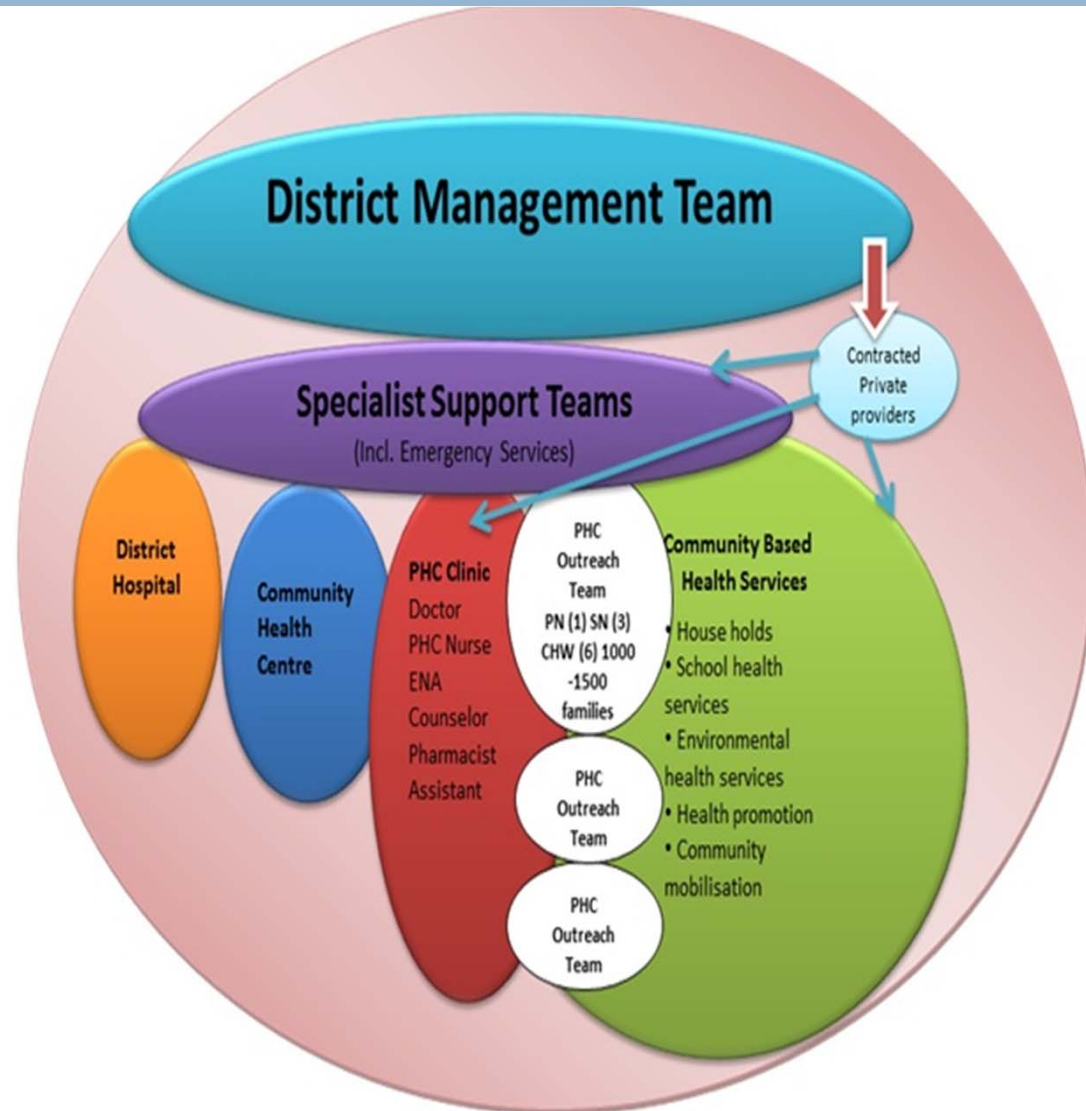 District Management Team
Contracted
Private
providers
Specialist Support Teams
(Incl. Emergency Services)
District
Hospital
Community
Health
Centre
PHC Clinic
Doctor
PHC Nurse
ENA
Counselor
Pharmacist
Assistant
PHC
Outreach
Team
PN (1) SN (3)
CHW (6) 1000
-1500
families
PHC
Outreach
Team
PHC
Outreach
Team
Community Based
Health Services
• House holds
• School health
services
• Environmental
health services
• Health promotion
• Community
mobilisation